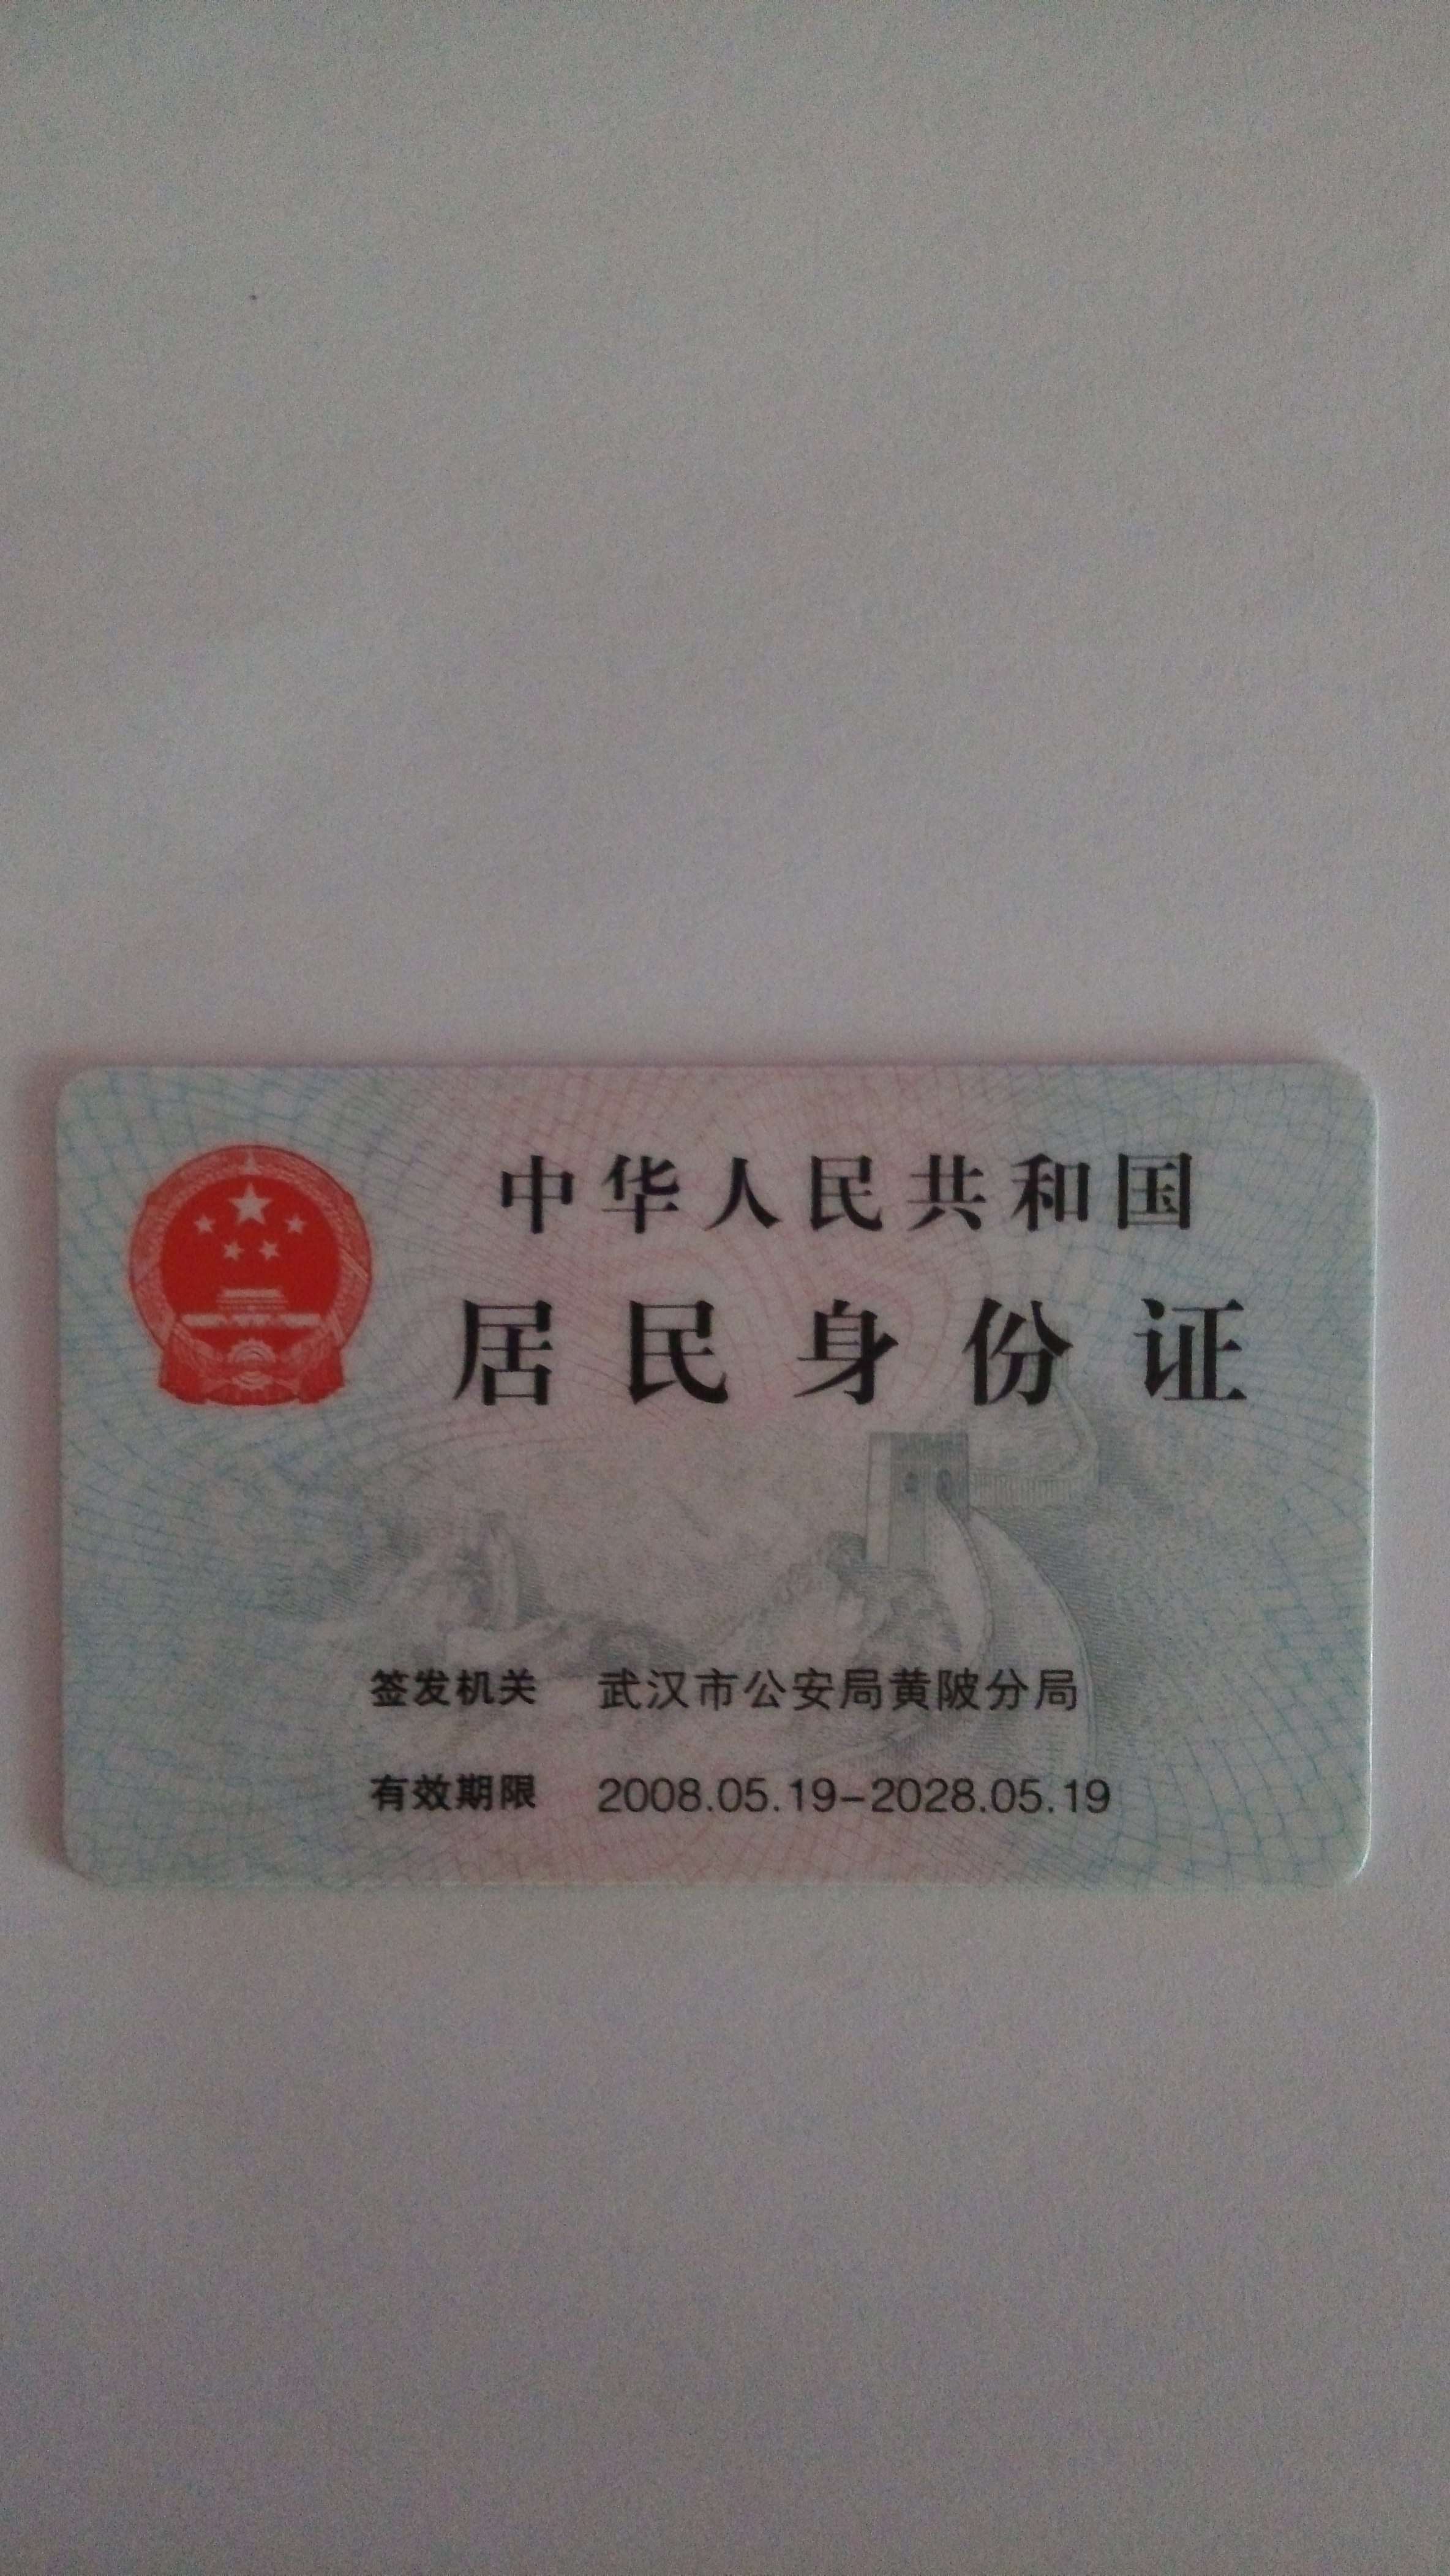 中华人民共和国
居民身份证
签发机关 武汉市公安局黄陂分局
有效期限 2008.05.19-2028.05.19